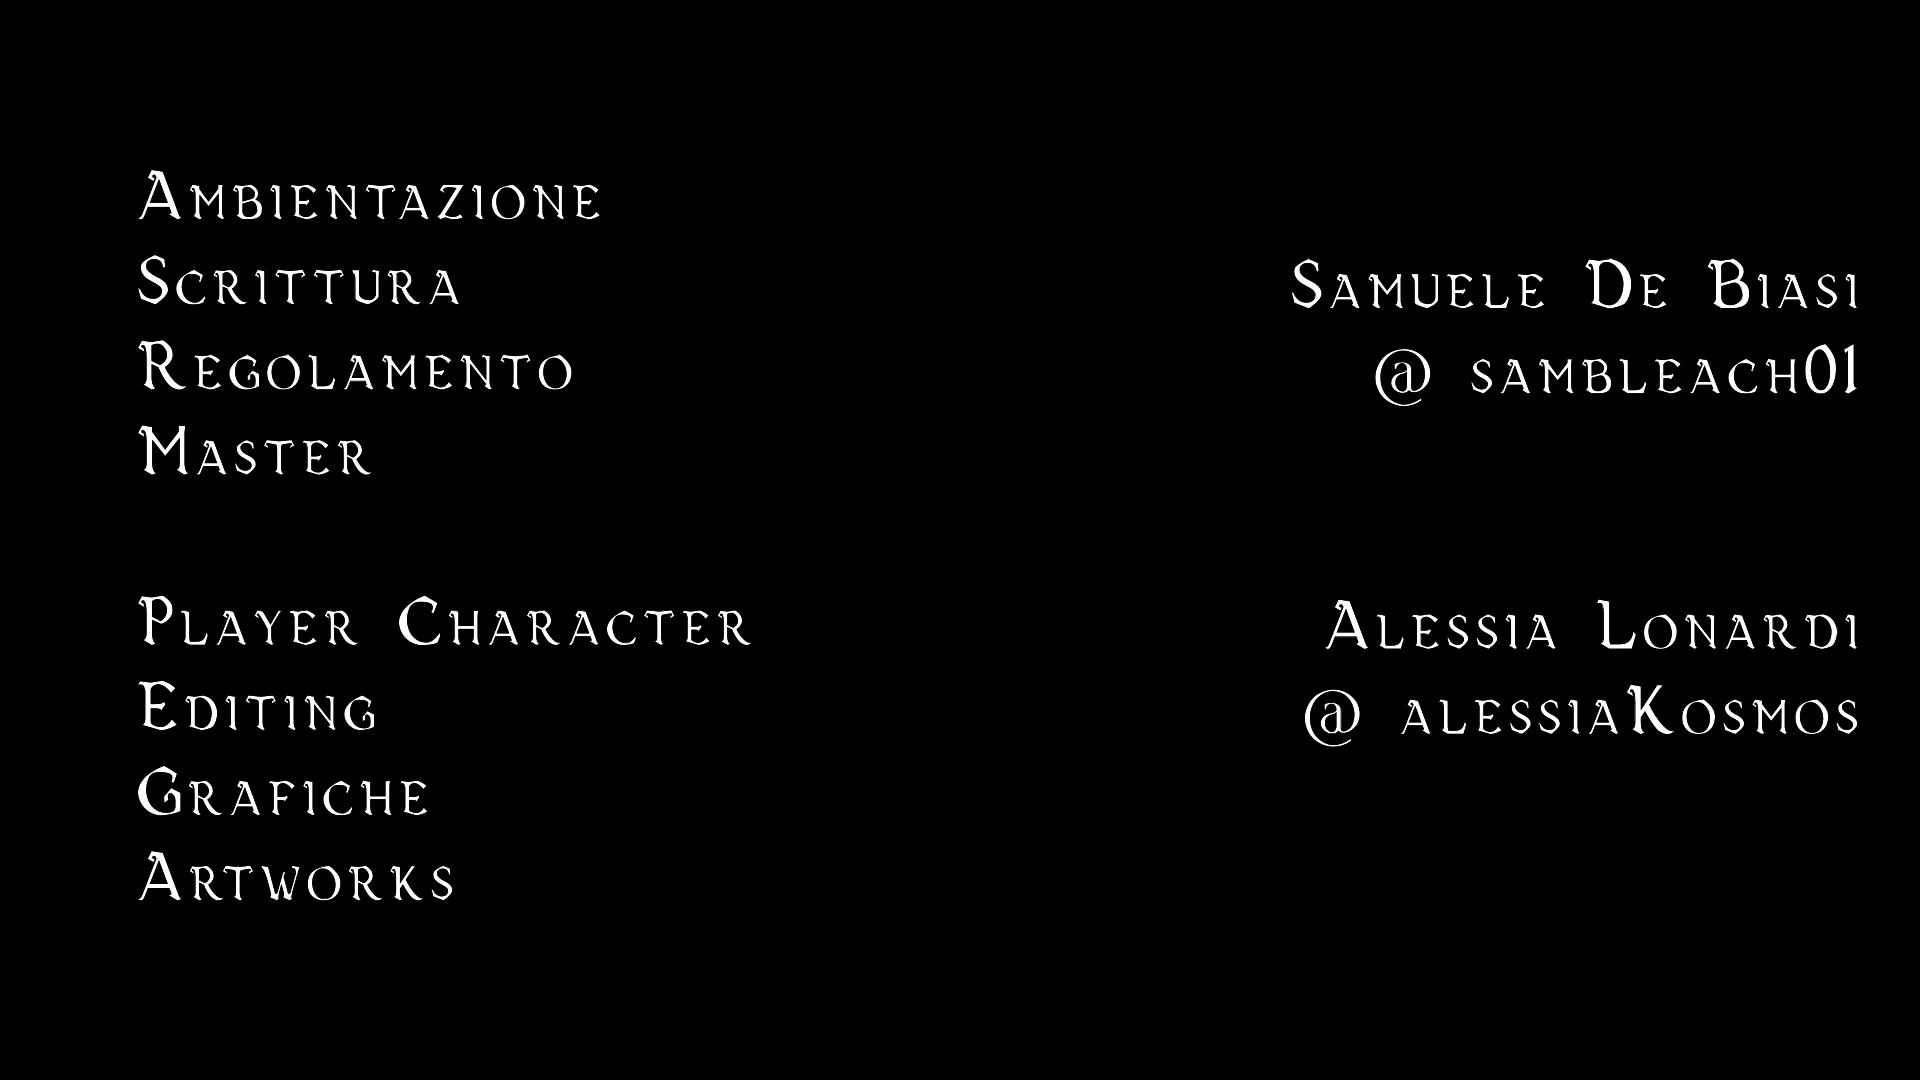 Ambientazione
Scrittura
Regolamento
Master
Samuele De Biasi
@ sambleach01
Player Character
Editing
Grafiche
Artworks
Alessia Lonardi
@ alessiaKosmos